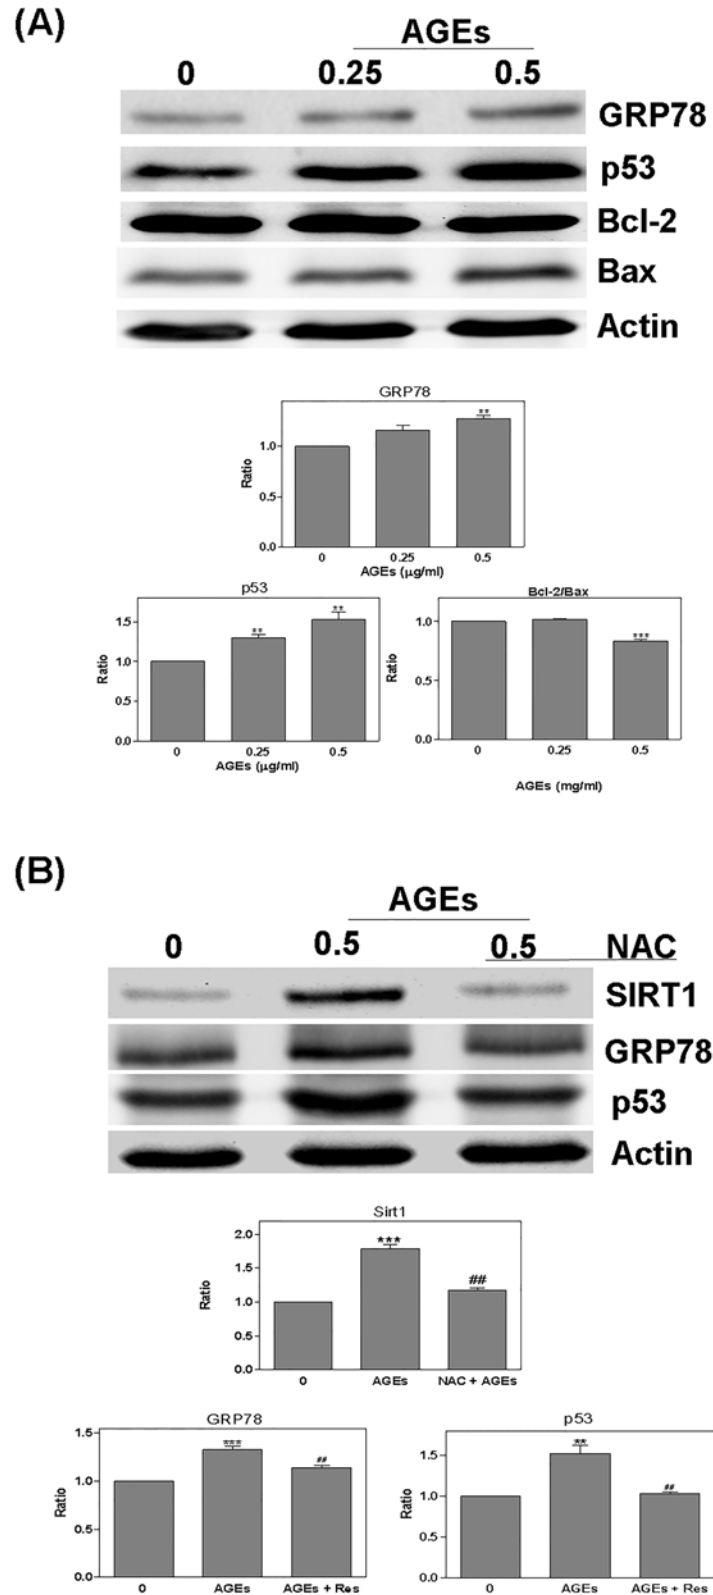 (A)
AGEs
0 0.25 0.5
GRP78
p53
Bcl-2
Bax
Actin
GRP78
**
1.0
0.5
0.0
Ratio
0 0.25 0.5
AGEs (μg/ml)
p53
**
**
1.5
1.0
0.5
0.0
Ratio
0 0.25 0.5
AGEs (μg/ml)
Bcl-2/Bax
***
1.0
0.5
0.0
Ratio
0 0.25 0.5
AGEs (mg/ml)
(B)
AGEs
0 0.5 0.5 NAC
SIRT1
GRP78
p53
Actin
Sirt1
2.0
1.5
1.0
0.5
0.0
Ratio
***
##
0 AGEs NAC + AGEs
GRP78
1.5
1.0
0.5
0.0
Ratio
***
##
0 AGEs AGEs + Res
p53
1.5
1.0
0.5
0.0
Ratio
**
##
0 AGEs AGEs + Res